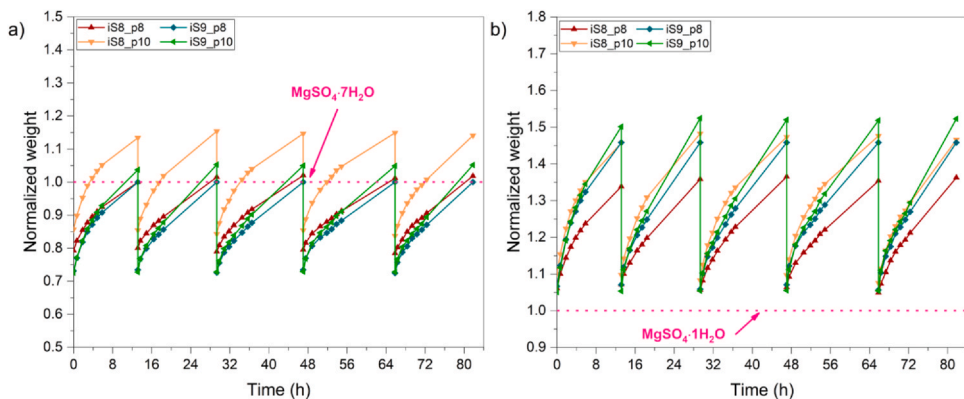 a)
iS8_p8 iS9_p8
iS8_p10 iS9_p10
MgSO₄·7H₂O
Normalized weight
1.5
1.4
1.3
1.2
1.1
1.0
0.9
0.8
0.7
0.6
0.5
0 8 16 24 32 40 48 56 64 72 80
Time (h)
b)
iS8_p8 iS9_p8
iS8_p10 iS9_p10
MgSO₄·1H₂O
Normalized weight
1.8
1.7
1.6
1.5
1.4
1.3
1.2
1.1
1.0
0.9
0 8 16 24 32 40 48 56 64 72 80
Time (h)